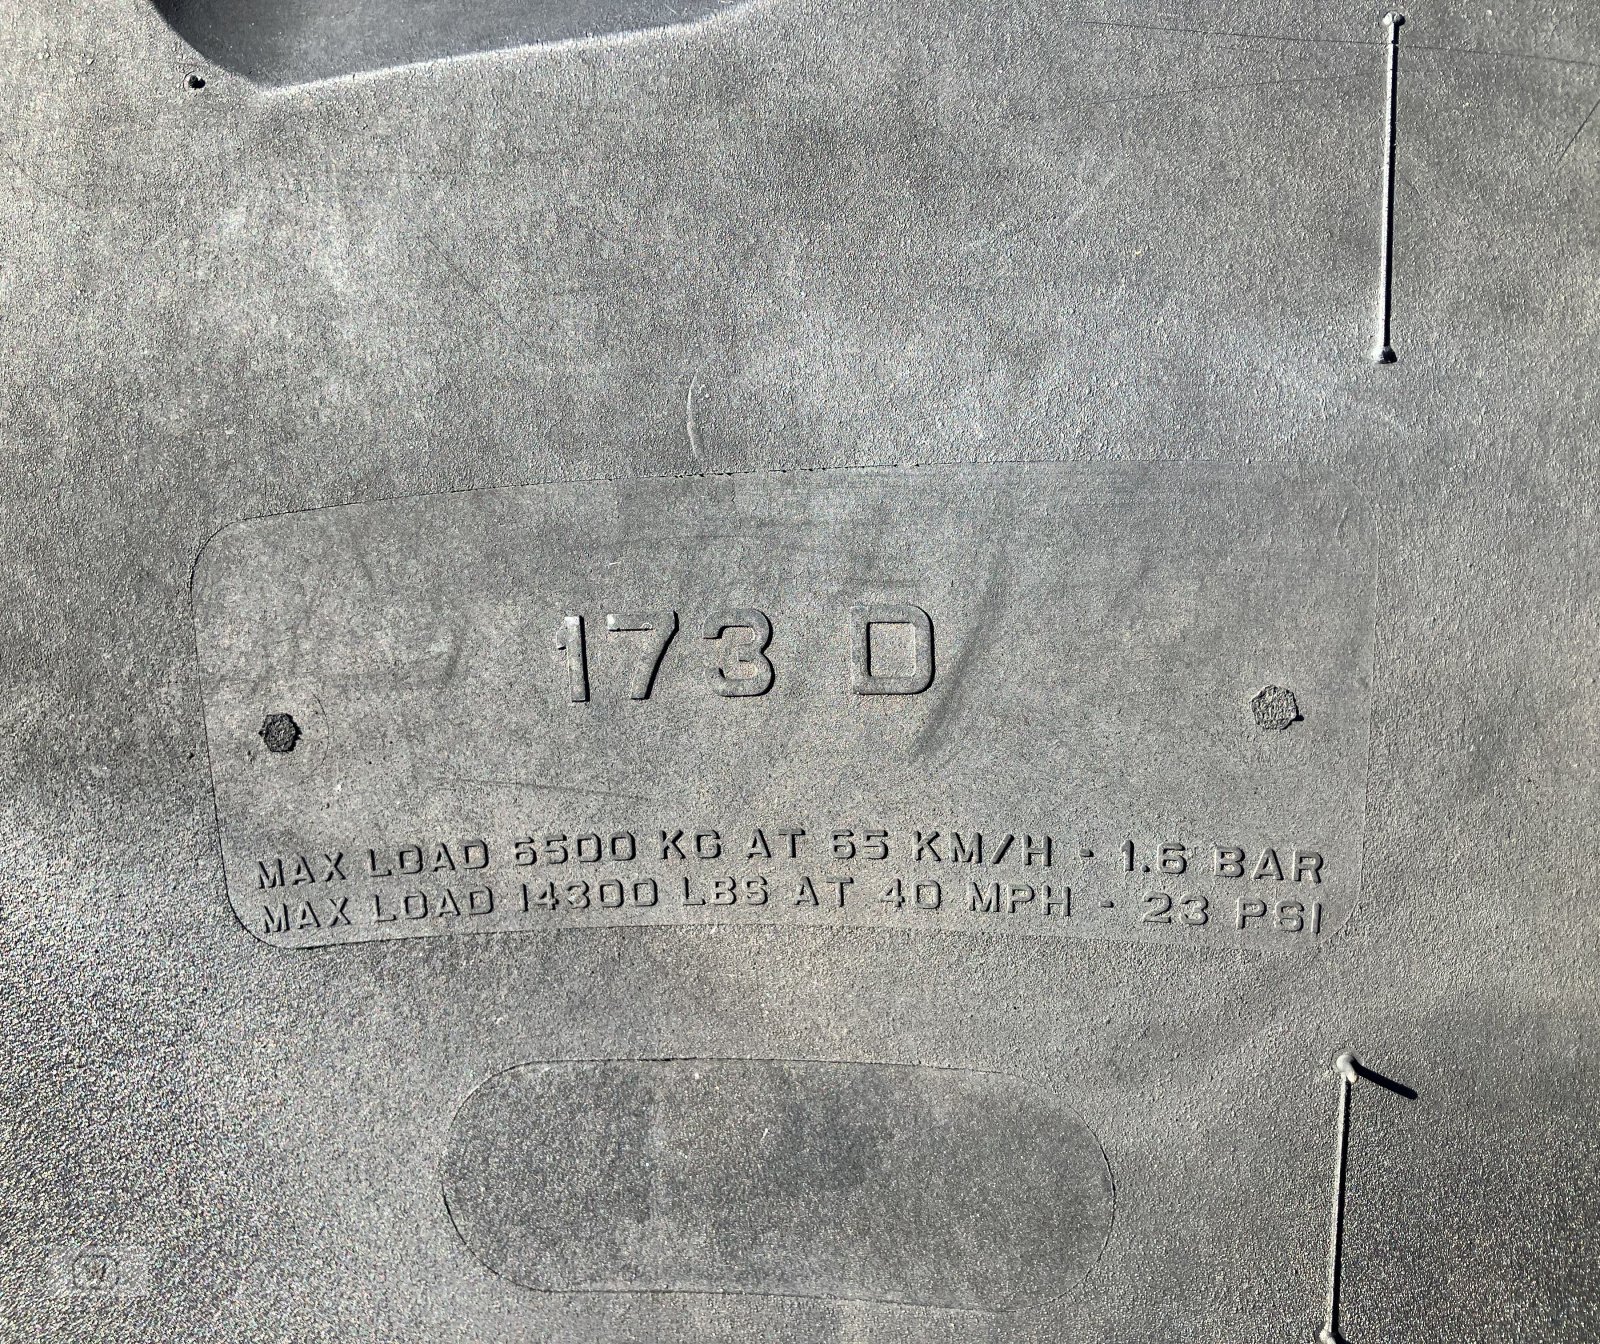 173 D
MAX LOAD 6500 KG AT 65 KM/H - 1.6 BAR
MAX LOAD 14300 LBS AT 40 MPH - 23 PSI